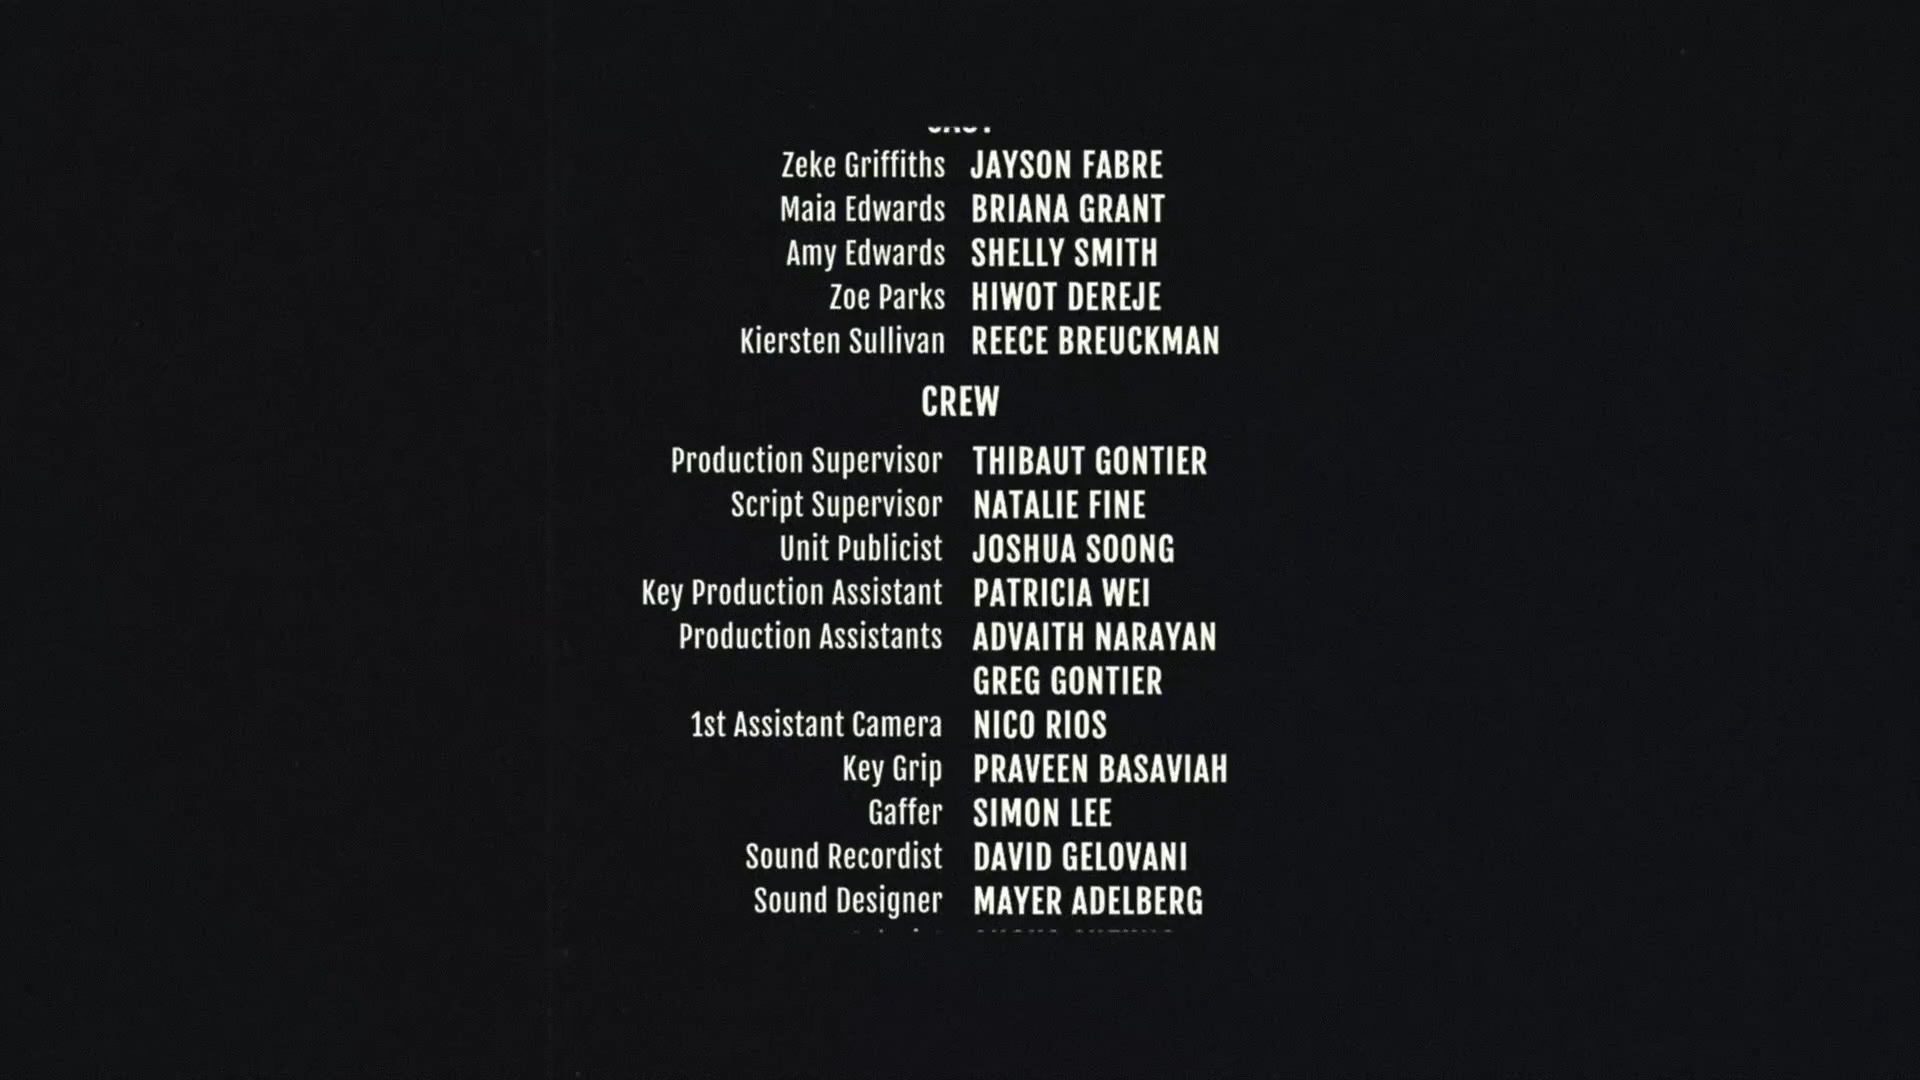 Zeke Griffiths JAYSON FABRE
Maia Edwards BRIANA GRANT
Amy Edwards SHELLY SMITH
Zoe Parks HIWOT DEREJE
Kiersten Sullivan REECE BREUCKMAN
CREW
Production Supervisor THIBAUT GONTIER
Script Supervisor NATALIE FINE
Unit Publicist JOSHUA SOONG
Key Production Assistant PATRICIA WEI
Production Assistants ADVAITH NARAYAN
GREG GONTIER
1st Assistant Camera NICO RIOS
Key Grip PRAVEEN BASAVIAH
Gaffer SIMON LEE
Sound Recordist DAVID GELOVANI
Sound Designer MAYER ADELBERG